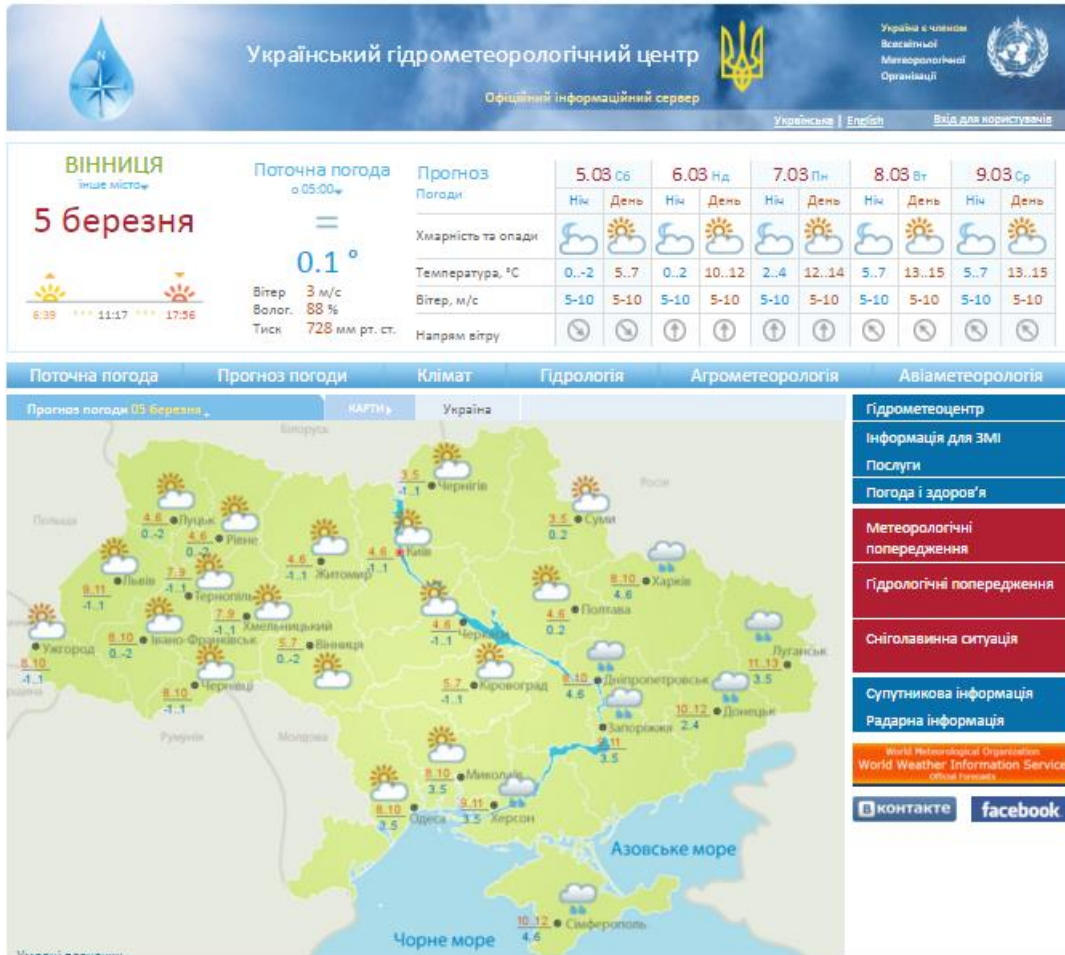 Український гідрометеорологічний центр
Офіційний інформаційний сервер
Україна є членом
Всесвітньої
Метеорологічної
Організації
Українська | English
Вхід для користувачів
ВІННИЦЯ
інше місто
5 березня
6:39 11:17 17:56
Поточна погода
о 05:00
0.1 °
Вітер 3 м/с
Волог. 88 %
Тиск 728 мм рт. ст.
Прогноз 5.03 Сб 6.03 Нд 7.03 Пн 8.03 Вт 9.03 Ср
Погоди Ніч День Ніч День Ніч День Ніч День Ніч День
Хмарність та опади
Температура, °C 0..-2 5..7 0..2 10..12 2..4 12..14 5..7 13..15 5..7 13..15
Вітер, м/с 5-10 5-10 5-10 5-10 5-10 5-10 5-10 5-10 5-10 5-10
Напрям вітру
Поточна погода Прогноз погоди Клімат Гідрологія Агрометеорологія Авіаметеорологія
Прогноз погоди 05 березня КАРТИ Україна
Білорусь
Росія
Польща
Румунія
Молдова
3..5 Чернігів
-1..1
4..6 Луцьк
0..-2
4..6 Рівне
0..-2
3..5 Суми
0..2
4..6 Житомир
-1..1
4..6 Київ
-1..1
9..11 Львів
-1..1
7..9 Тернопіль
-1..1
8..10 Харків
4..6
4..6 Полтава
0..2
7..9 Хмельницький
-1..1
4..6 Черкаси
-1..1
8..10 Ужгород
-1..1
8..10 Івано-Франківськ
0..-2
5..7 Вінниця
0..-2
11..13 Луганськ
3..5
8..10 Чернівці
-1..1
5..7 Кіровоград
-1..1
8..10 Дніпропетровськ
4..6
10..12 Донецьк
2..4
Запоріжжя
9..11
3..5
8..10 Миколаїв
3..5
8..10 Одеса
3..5
9..11 Херсон
3..5
Азовське море
10..12 Сімферополь
4..6
Чорне море
Гідрометеоцентр
Інформація для ЗМІ
Послуги
Погода і здоров'я
Метеорологічні
попередження
Гідрологічні попередження
Сніголавинна ситуація
Супутникова інформація
Радарна інформація
World Meteorological Organization
World Weather Information Service
Official Forecasts
В контакте
facebook